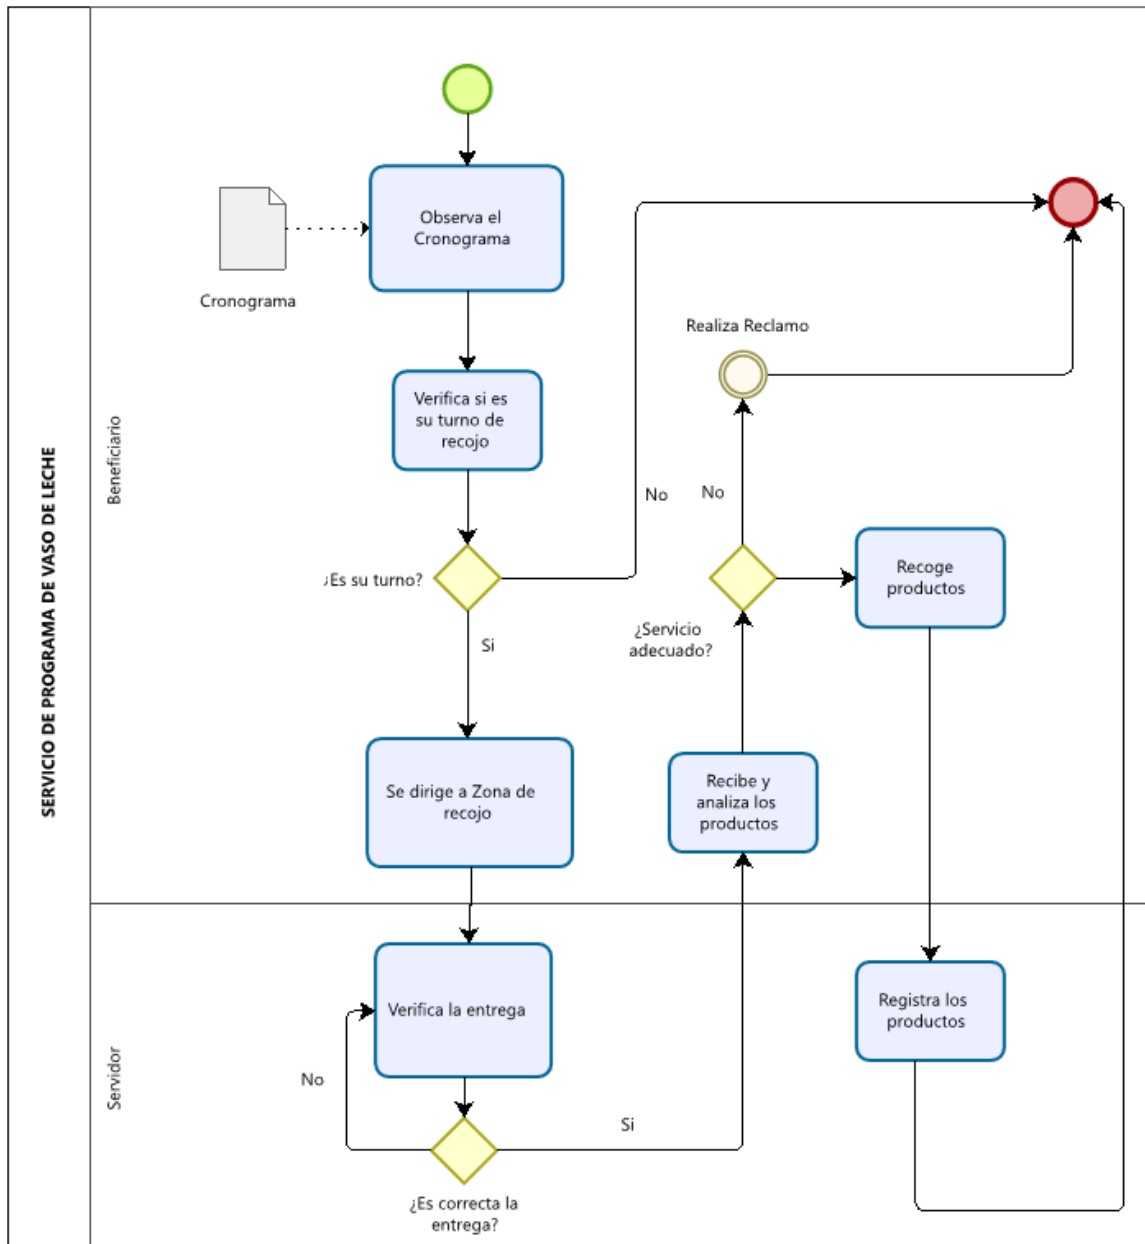 SERVICIO DE PROGRAMA DE VASO DE LECHE
Beneficiario
Observa el
Cronograma
Cronograma
Verifica si es
su turno de
recojo
¿Es su turno?
No
Si
Se dirige a Zona de
recojo
Realiza Reclamo
No
¿Servicio
adecuado?
Recoge
productos
Recibe y
analiza los
productos
Servidor
Verifica la entrega
No
Si
¿Es correcta la
entrega?
Registra los
productos